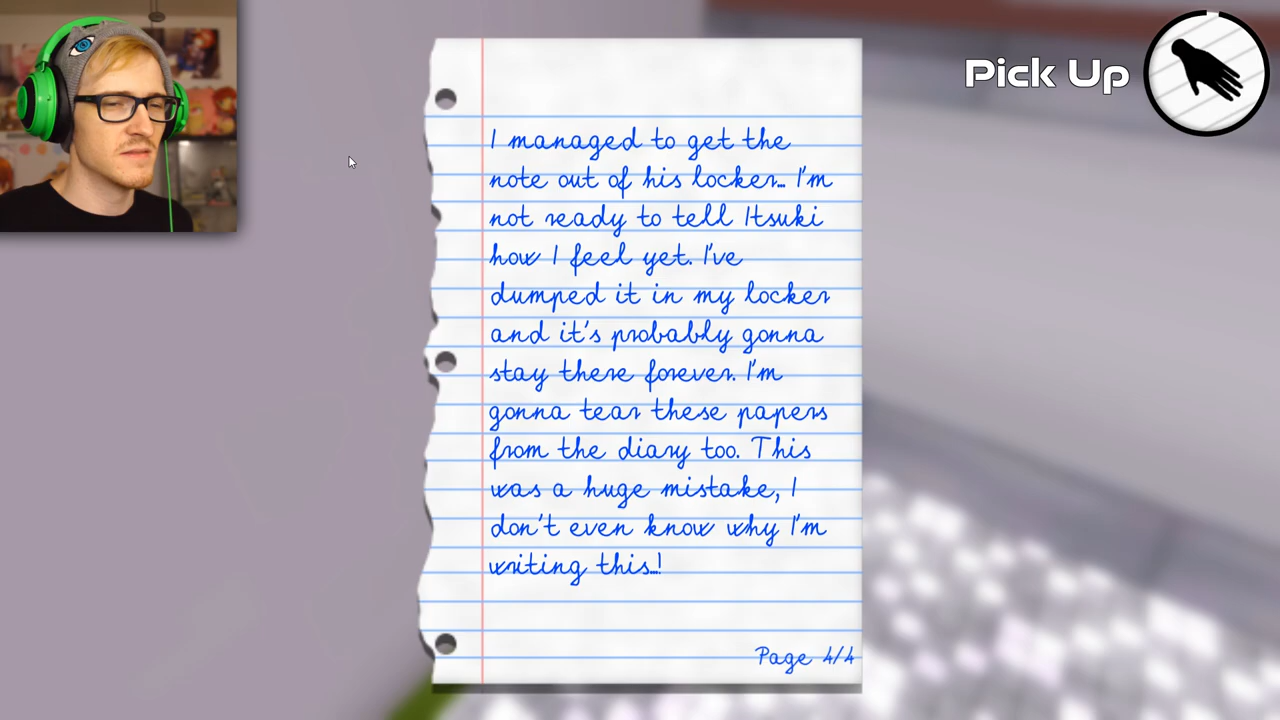 Pick Up
I managed to get the
note out of his locker... I'm
not ready to tell Itsuki
how I feel yet. I've
dumped it in my locker
and it's probably gonna
stay there forever. I'm
gonna tear these papers
from the diary too. This
was a huge mistake, I
don't even know why I'm
writing this..!
Page 4/4